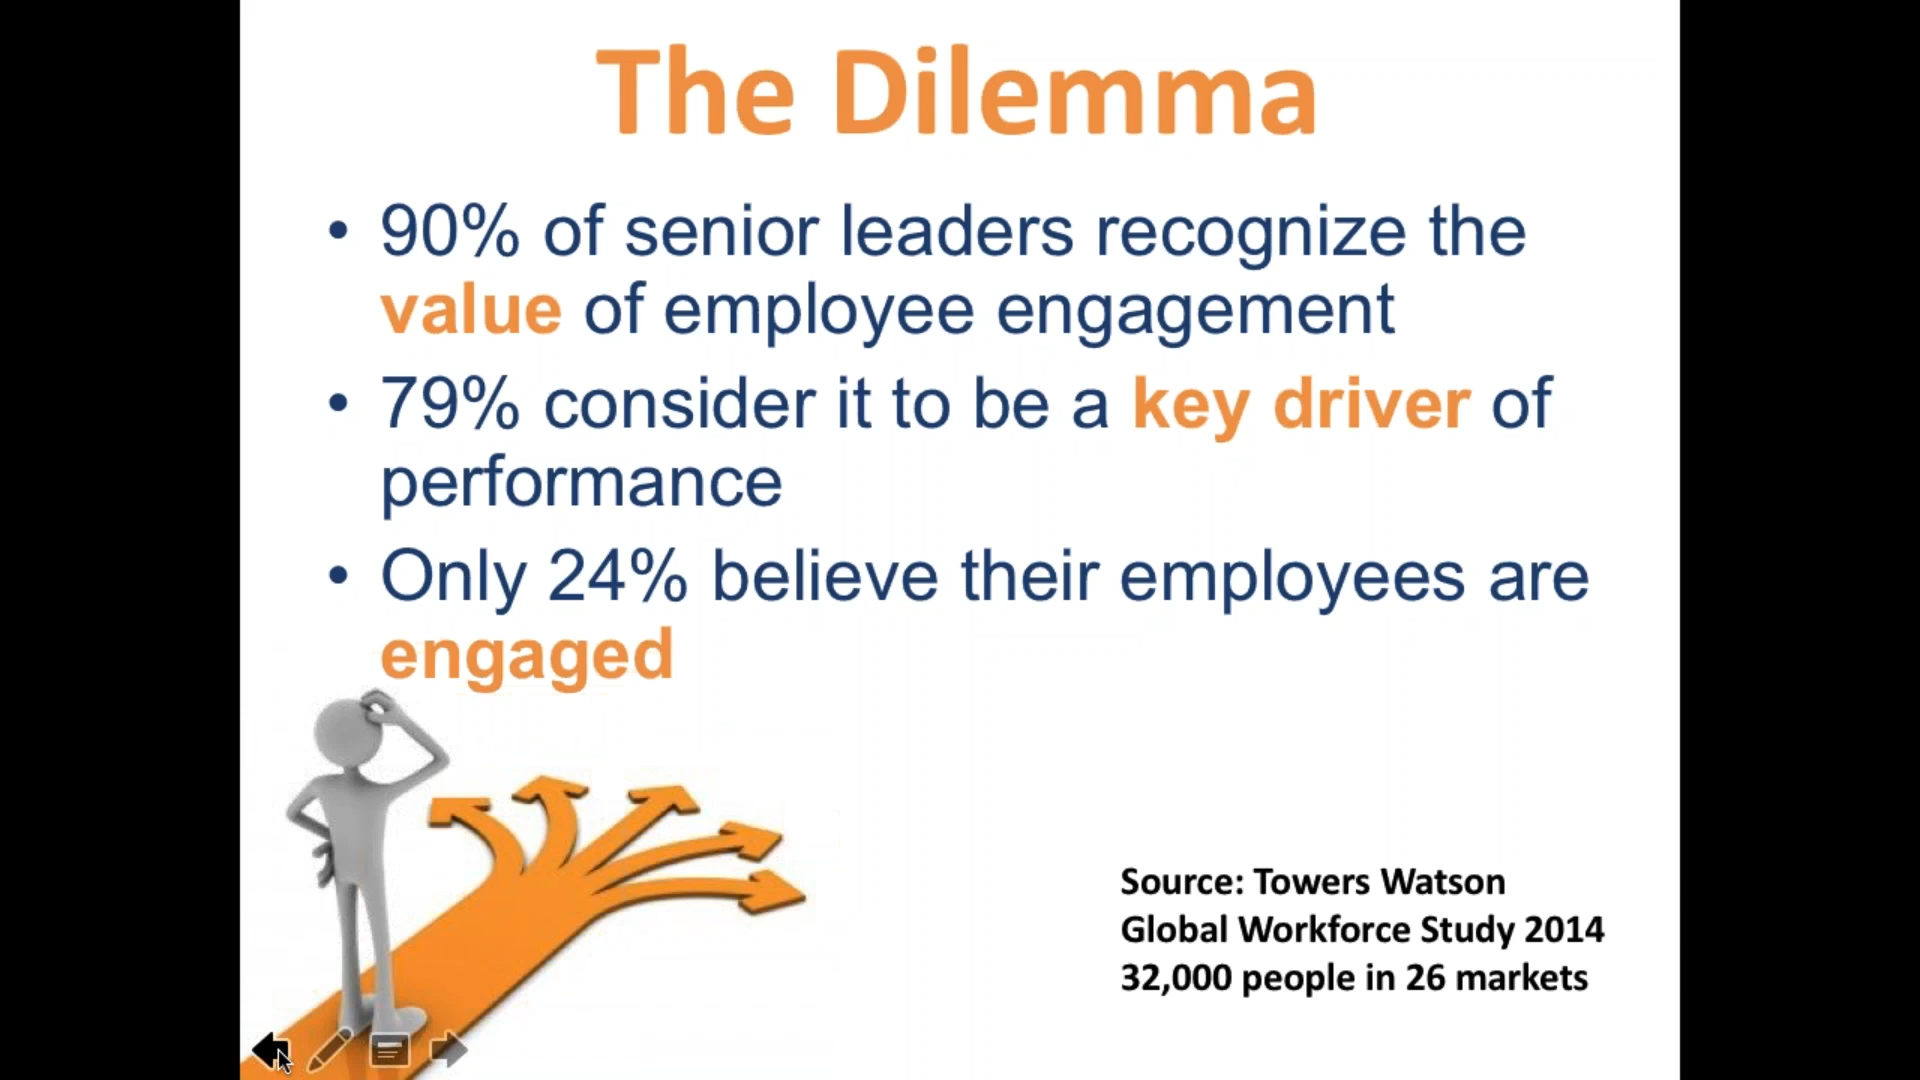 The Dilemma
• 90% of senior leaders recognize the
value of employee engagement
• 79% consider it to be a key driver of
performance
• Only 24% believe their employees are
engaged
Source: Towers Watson
Global Workforce Study 2014
32,000 people in 26 markets